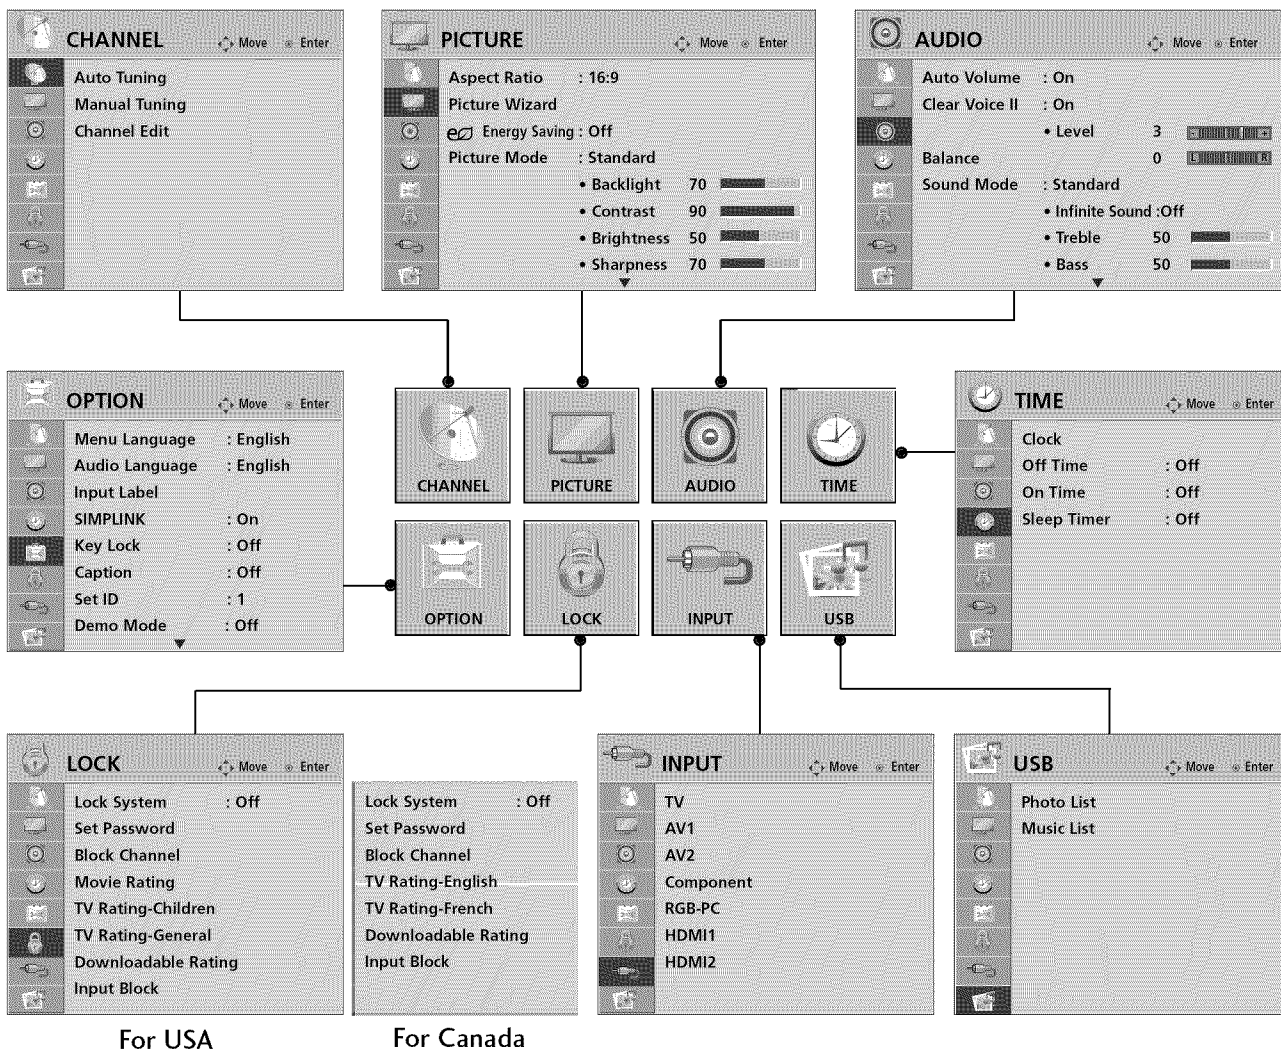 CHANNEL Move Enter
Auto Tuning
Manual Tuning
Channel Edit
PICTURE Move Enter
Aspect Ratio : 16:9
Picture Wizard
Energy Saving : Off
Picture Mode : Standard
• Backlight 70
• Contrast 90
• Brightness 50
• Sharpness 70
AUDIO Move Enter
Auto Volume : On
Clear Voice II : On
• Level 3 - +
Balance 0 L R
Sound Mode : Standard
• Infinite Sound :Off
• Treble 50
• Bass 50
OPTION Move Enter
Menu Language : English
Audio Language : English
Input Label
SIMPLINK : On
Key Lock : Off
Caption : Off
Set ID : 1
Demo Mode : Off
CHANNEL
PICTURE
AUDIO
TIME
OPTION
LOCK
INPUT
USB
TIME Move Enter
Clock
Off Time : Off
On Time : Off
Sleep Timer : Off
LOCK Move Enter
Lock System : Off
Set Password
Block Channel
Movie Rating
TV Rating-Children
TV Rating-General
Downloadable Rating
Input Block
For USA
Lock System : Off
Set Password
Block Channel
TV Rating-English
TV Rating-French
Downloadable Rating
Input Block
For Canada
INPUT Move Enter
TV
AV1
AV2
Component
RGB-PC
HDMI1
HDMI2
USB Move Enter
Photo List
Music List